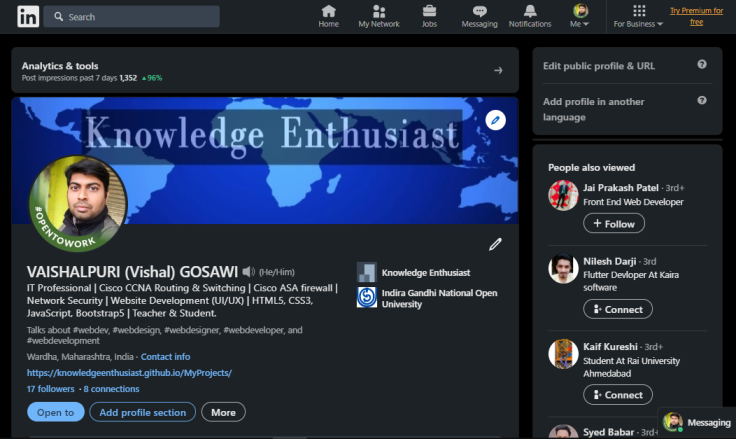 in
Search
Home
My Network
Jobs
Messaging
Notifications
Me
For Business
Try Premium for
free
Analytics & tools
Post impressions past 7 days 1,352 ▲96%
Knowledge Enthusiast
#OPENTOWORK
VAISHALPURI (Vishal) GOSAWI (He/Him)
IT Professional | Cisco CCNA Routing & Switching | Cisco ASA firewall |
Network Security | Website Development (UI/UX) | HTML5, CSS3,
JavaScript, Bootstrap5 | Teacher & Student.
Talks about #webdev, #webdesign, #webdesigner, #webdeveloper, and
#webdevelopment
Wardha, Maharashtra, India · Contact info
https://knowledgeenthusiast.github.io/MyProjects/
17 followers · 8 connections
Open to
Add profile section
More
Knowledge Enthusiast
Indira Gandhi National Open
University
Edit public profile & URL
Add profile in another
language
People also viewed
Jai Prakash Patel · 3rd+
Front End Web Developer
+ Follow
Nilesh Darji · 3rd
Flutter Devloper At Kaira
software
Connect
Kaif Kureshi · 3rd+
Student At Rai University
Ahmedabad
Connect
Syed Babar · 3rd+
Messaging